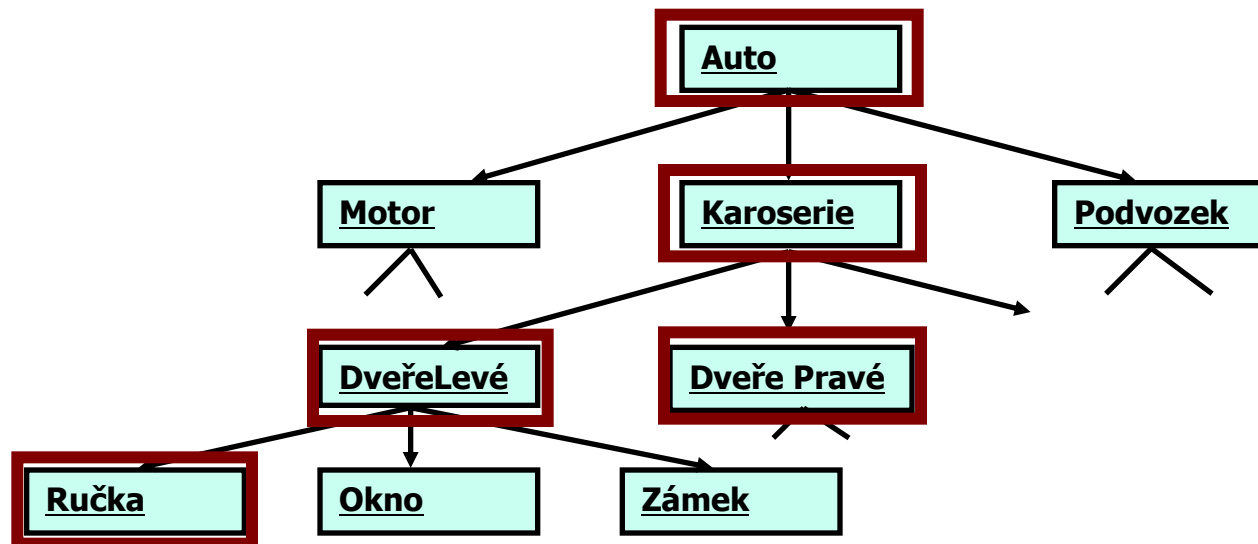 Auto
Motor
Karoserie
Podvozek
DveřeLevé
Dveře Pravé
Ručka
Okno
Zámek